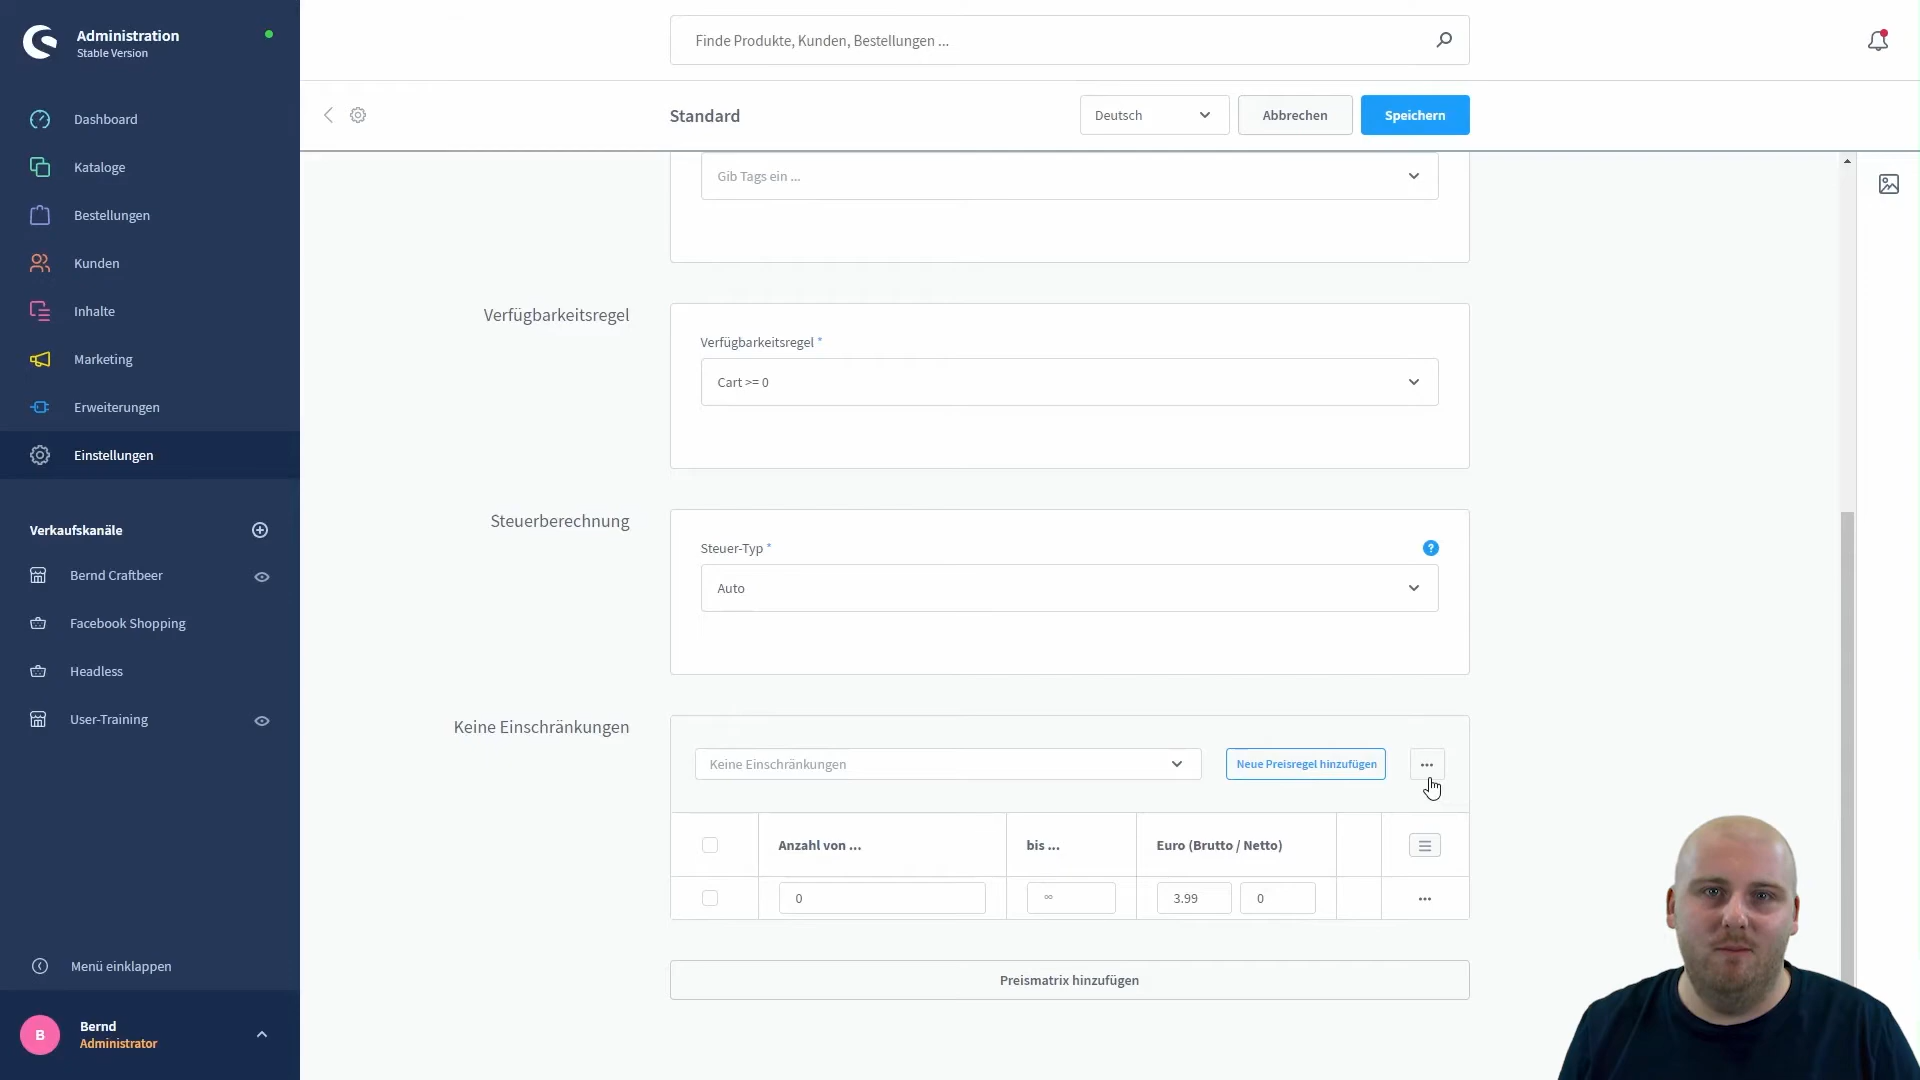 Administration
Stable Version
Finde Produkte, Kunden, Bestellungen ...
Standard
Deutsch
Abbrechen
Speichern
Dashboard
Kataloge
Bestellungen
Kunden
Inhalte
Marketing
Erweiterungen
Einstellungen
Verkaufskanäle
Bernd Craftbeer
Facebook Shopping
Headless
User-Training
Menü einklappen
B
Bernd
Administrator
Gib Tags ein ...
Verfügbarkeitsregel
Verfügbarkeitsregel *
Cart >= 0
Steuerberechnung
Steuer-Typ *
?
Auto
Keine Einschränkungen
Keine Einschränkungen
Neue Preisregel hinzufügen
Anzahl von ...
bis ...
Euro (Brutto / Netto)
0
∞
3.99
0
Preismatrix hinzufügen